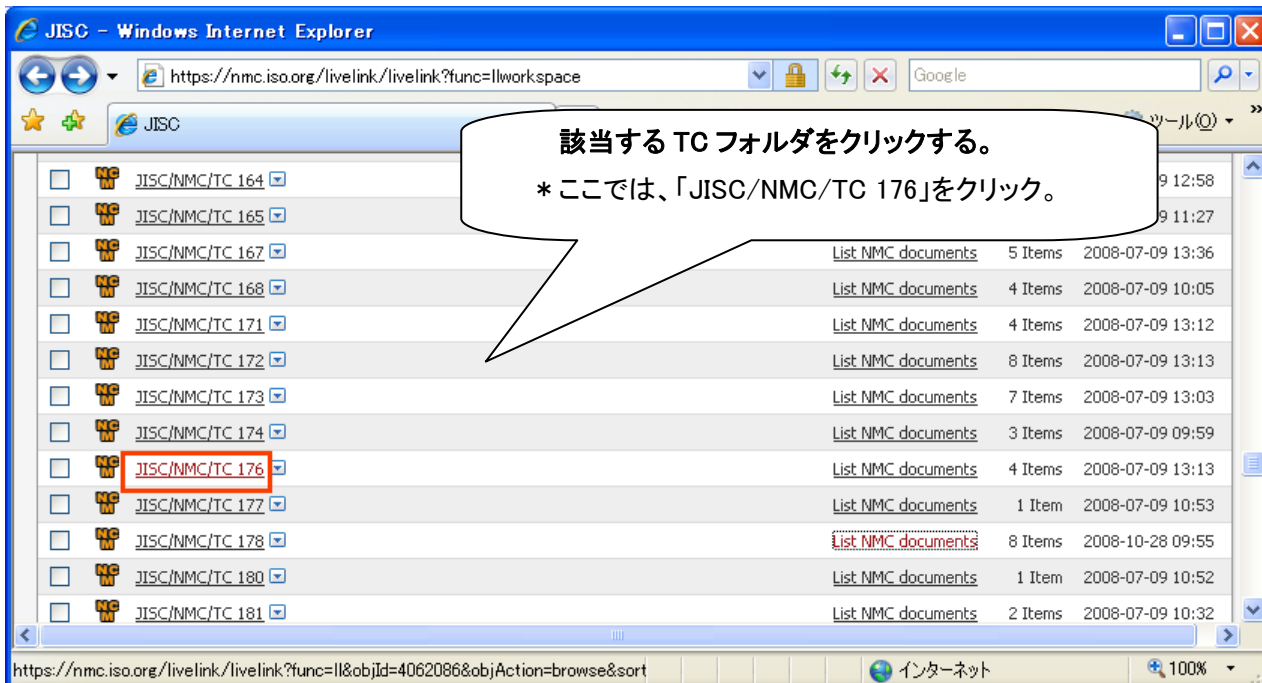 JISC - Windows Internet Explorer
https://nmc.iso.org/livelink/livelink?func=llworkspace
Google
JISC
ツール(O)
該当する TC フォルダをクリックする。
*ここでは、「JISC/NMC/TC 176」をクリック。
JISC/NMC/TC 164 9 12:58
JISC/NMC/TC 165 9 11:27
JISC/NMC/TC 167 List NMC documents 5 Items 2008-07-09 13:36
JISC/NMC/TC 168 List NMC documents 4 Items 2008-07-09 10:05
JISC/NMC/TC 171 List NMC documents 4 Items 2008-07-09 13:12
JISC/NMC/TC 172 List NMC documents 8 Items 2008-07-09 13:13
JISC/NMC/TC 173 List NMC documents 7 Items 2008-07-09 13:03
JISC/NMC/TC 174 List NMC documents 3 Items 2008-07-09 09:59
JISC/NMC/TC 176 List NMC documents 4 Items 2008-07-09 13:13
JISC/NMC/TC 177 List NMC documents 1 Item 2008-07-09 10:53
JISC/NMC/TC 178 List NMC documents 8 Items 2008-10-28 09:55
JISC/NMC/TC 180 List NMC documents 1 Item 2008-07-09 10:52
JISC/NMC/TC 181 List NMC documents 2 Items 2008-07-09 10:32
https://nmc.iso.org/livelink/livelink?func=ll&objId=4062086&objAction=browse&sort インターネット 100%